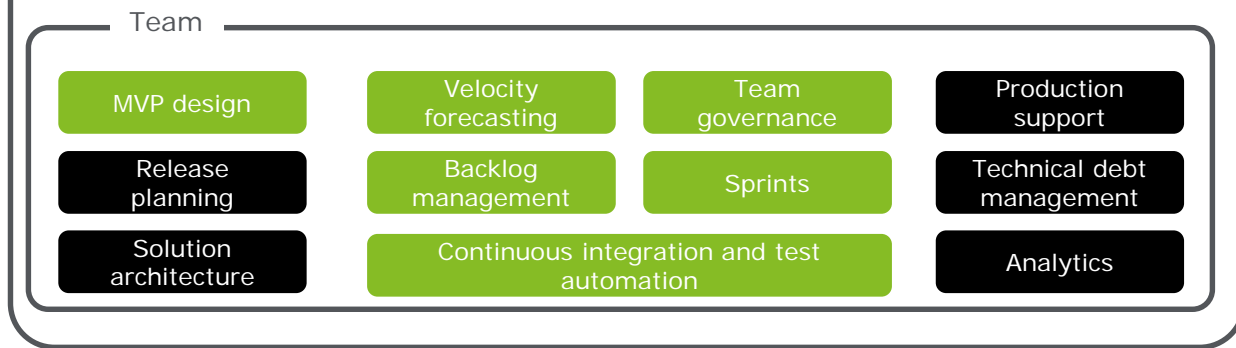 Team
MVP design
Velocity
forecasting
Team
governance
Production
support
Release
planning
Backlog
management
Sprints
Technical debt
management
Solution
architecture
Continuous integration and test
automation
Analytics